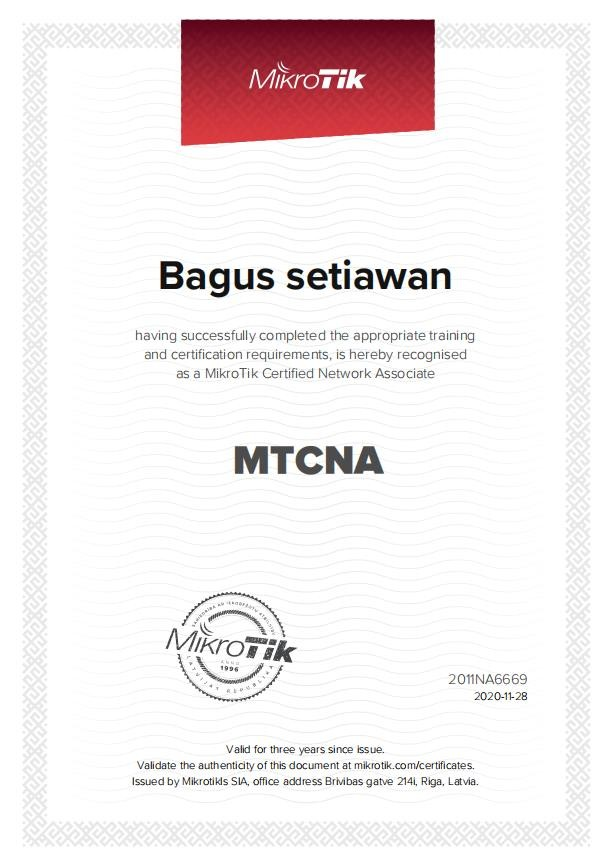 MikroTik
Bagus setiawan
having successfully completed the appropriate training
and certification requirements, is hereby recognised
as a MikroTik Certified Network Associate
MTCNA
MikroTik
ANNO
1996
LATVIJAS REPUBLIKA
2011NA6669
2020-11-28
Valid for three years since issue.
Validate the authenticity of this document at mikrotik.com/certificates.
Issued by Mikrotikls SIA, office address Brivibas gatve 214i, Riga, Latvia.